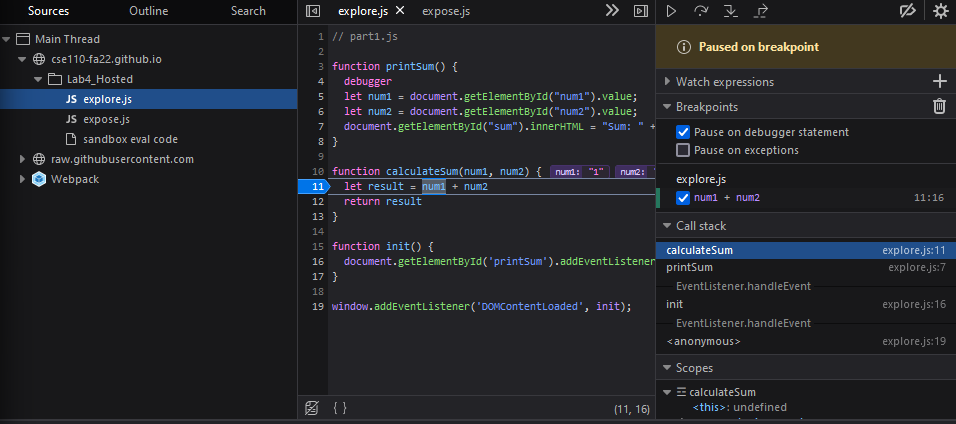 Sources Outline Search
Main Thread
cse110-fa22.github.io
Lab4_Hosted
JS explore.js
JS expose.js
sandbox eval code
raw.githubusercontent.com
Webpack
explore.js expose.js
1 // part1.js
2
3 function printSum() {
4 debugger
5 let num1 = document.getElementById("num1").value;
6 let num2 = document.getElementById("num2").value;
7 document.getElementById("sum").innerHTML = "Sum: " +
8 }
10 function calculateSum(num1, num2) { num1: "1" num2: "
11 let result = num1 + num2
12 return result
13 }
14
15 function init() {
16 document.getElementById('printSum').addEventListener
17 }
18
19 window.addEventListener('DOMContentLoaded', init);
{ } (11, 16)
Paused on breakpoint
Watch expressions
Breakpoints
Pause on debugger statement
Pause on exceptions
explore.js
num1 + num2 11:16
Call stack
calculateSum explore.js:11
printSum explore.js:7
EventListener.handleEvent
init explore.js:16
EventListener.handleEvent
<anonymous> explore.js:19
Scopes
calculateSum
<this>: undefined